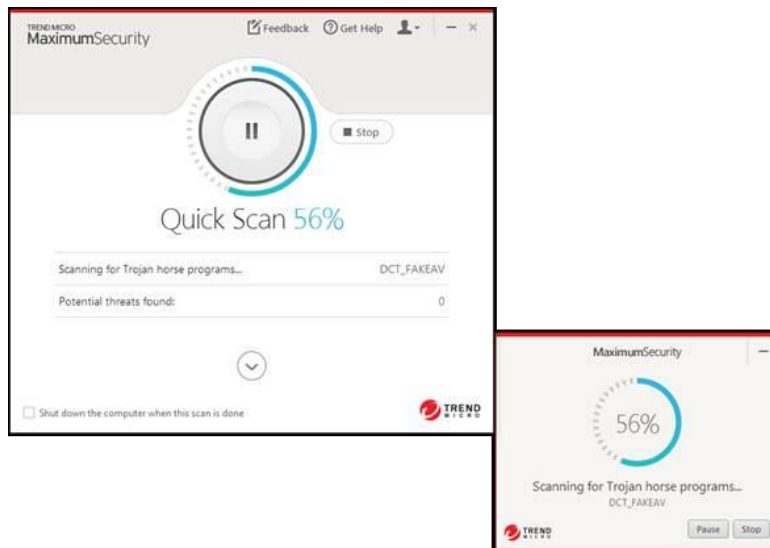 TREND MICRO
MaximumSecurity
Feedback Get Help
Stop
Quick Scan 56%
Scanning for Trojan horse programs... DCT_FAKEAV
Potential threats found: 0
Shut down the computer when this scan is done
TREND
MICRO
MaximumSecurity
56%
Scanning for Trojan horse programs...
DCT_FAKEAV
TREND
MICRO
Pause Stop